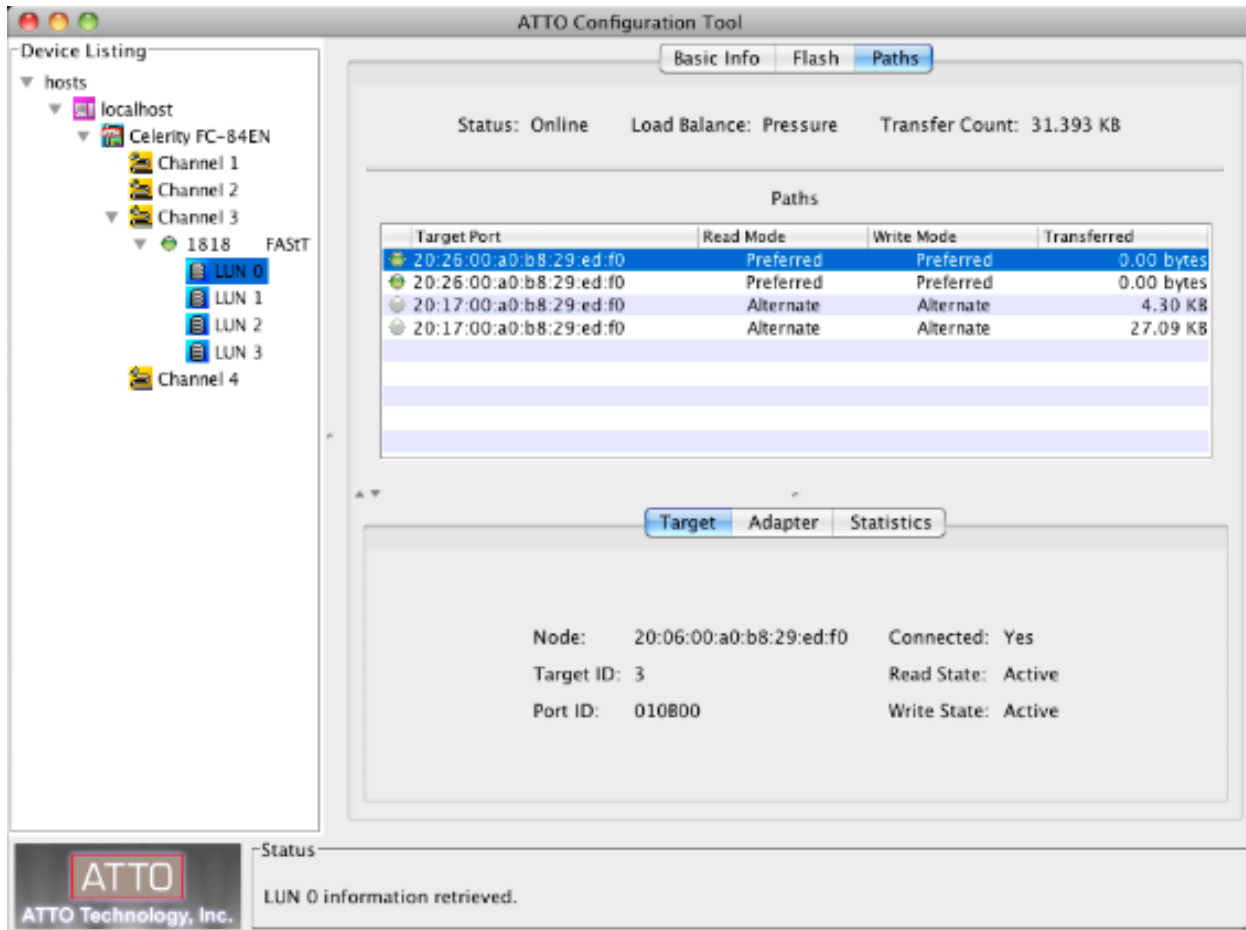 ATTO Configuration Tool
Device Listing
hosts
localhost
Celerity FC-84EN
Channel 1
Channel 2
Channel 3
1818 FAStT
LUN 0
LUN 1
LUN 2
LUN 3
Channel 4
Basic Info Flash Paths
Status: Online Load Balance: Pressure Transfer Count: 31.393 KB
Paths
Target Port Read Mode Write Mode Transferred
20:26:00:a0:b8:29:ed:f0 Preferred Preferred 0.00 bytes
20:26:00:a0:b8:29:ed:f0 Preferred Preferred 0.00 bytes
20:17:00:a0:b8:29:ed:f0 Alternate Alternate 4.30 KB
20:17:00:a0:b8:29:ed:f0 Alternate Alternate 27.09 KB
Target Adapter Statistics
Node: 20:06:00:a0:b8:29:ed:f0 Connected: Yes
Target ID: 3 Read State: Active
Port ID: 010B00 Write State: Active
ATTO
ATTO Technology, Inc.
Status
LUN 0 information retrieved.